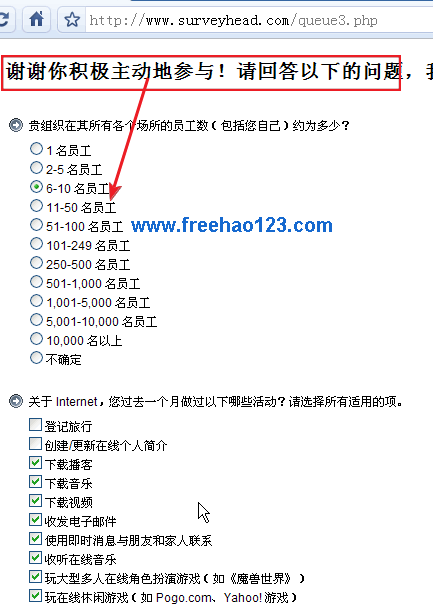 http://www.surveyhead.com/queue3.php
谢谢你积极主动地参与！请回答以下的问题，我
贵组织在其所有各个场所的员工数（包括您自己）约为多少？
1 名员工
2-5 名员工
6-10 名员工
11-50 名员工
51-100 名员工
www.freehao123.com
101-249 名员工
250-500 名员工
501-1,000 名员工
1,001-5,000 名员工
5,001-10,000 名员工
10,000 名以上
不确定
关于 Internet，您过去一个月做过以下哪些活动？请选择所有适用的项。
登记旅行
创建/更新在线个人简介
下载播客
下载音乐
下载视频
收发电子邮件
使用即时消息与朋友和家人联系
收听在线音乐
玩大型多人在线角色扮演游戏（如《魔兽世界》）
玩在线休闲游戏（如 Pogo.com、Yahoo! 游戏）